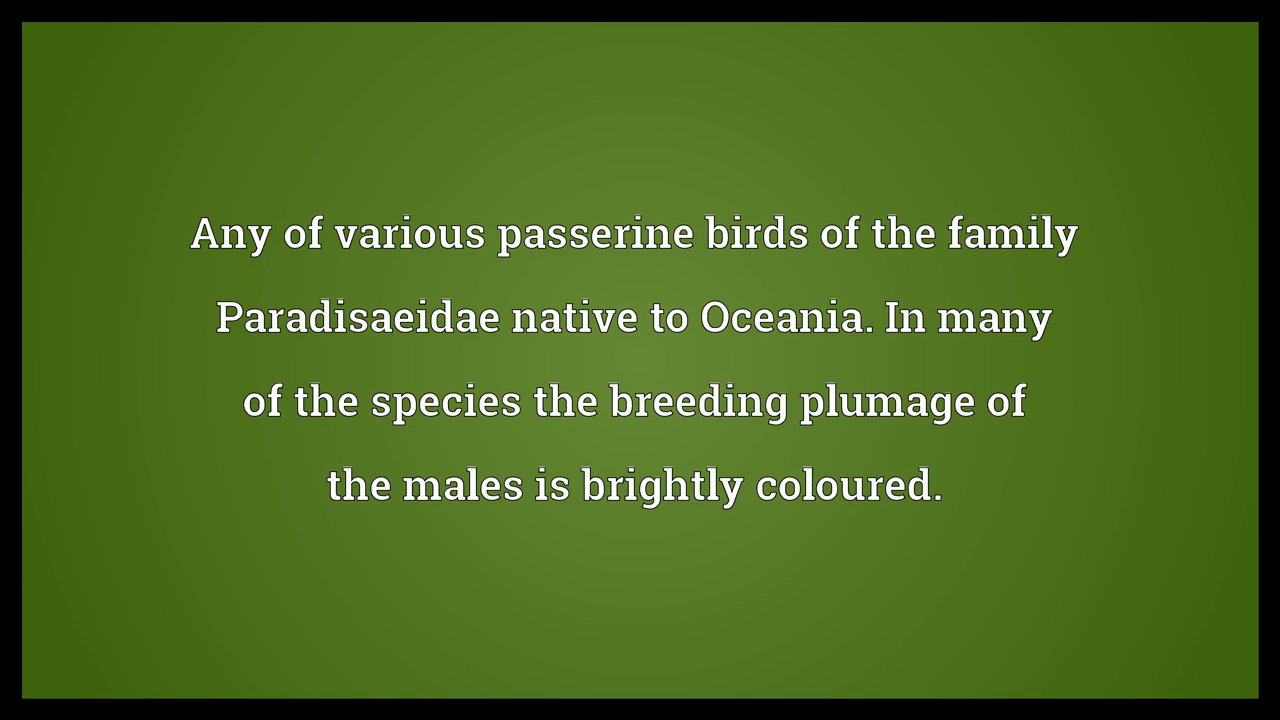 Any of various passerine birds of the family
Paradisaeidae native to Oceania. In many
of the species the breeding plumage of
the males is brightly coloured.